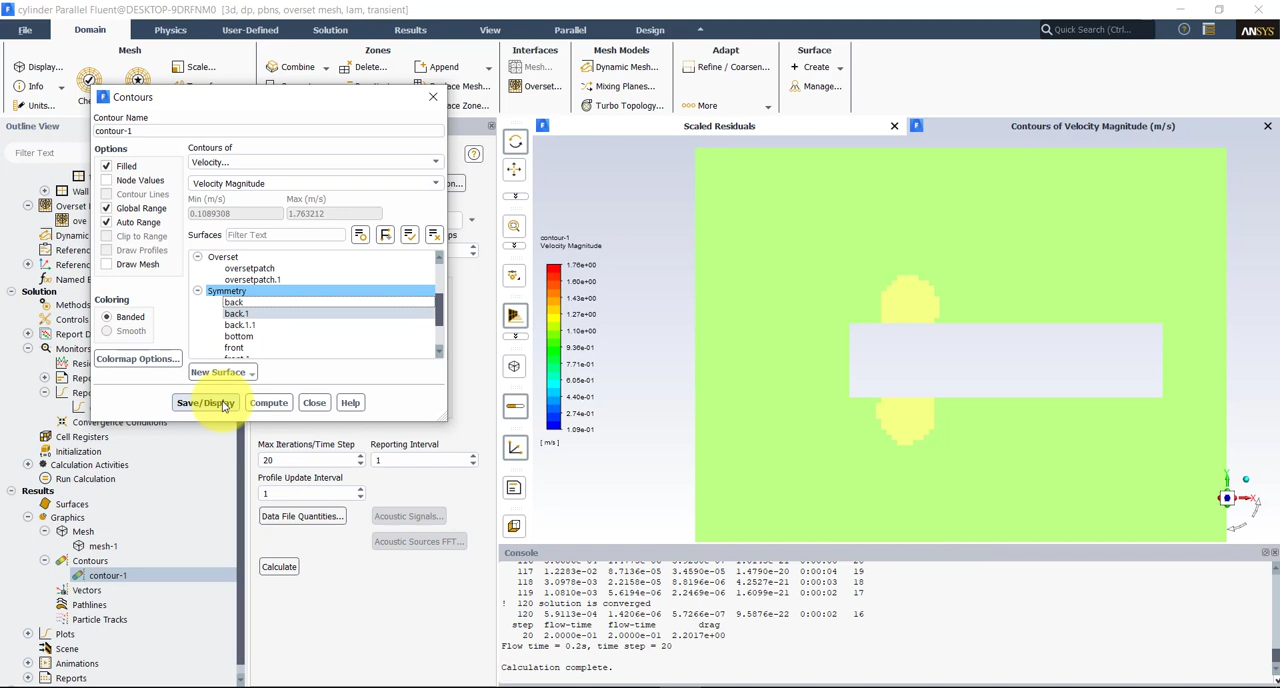 cylinder Parallel Fluent@DESKTOP-9DRFNM0 [3d, dp, pbns, overset mesh, lam, transient]
File Domain Physics User-Defined Solution Results View Parallel Design Quick Search (Ctrl... ANSYS
Mesh Zones Interfaces Mesh Models Adapt Surface
Display... Scale... Combine Delete... Append Mesh... Dynamic Mesh... Refine / Coarsen... Create
Info Overset... Mixing Planes... Manage...
Units... Turbo Topology... More
Contours
Contour Name
contour-1
Options
Filled
Node Values
Contour Lines
Global Range
Auto Range
Clip to Range
Draw Profiles
Draw Mesh
Coloring
Banded
Smooth
Colormap Options...
Contours of
Velocity...
Velocity Magnitude
Min (m/s) Max (m/s)
0.1089308 1.763212
Surfaces Filter Text
Overset
oversetpatch
oversetpatch.1
Symmetry
back
back.1
back.1.1
bottom
front
New Surface
Save/Display Compute Close Help
Outline View
Filter Text
Solution
Methods
Controls
Report D
Monitors
Convergence Conditions
Cell Registers
Initialization
Calculation Activities
Run Calculation
Results
Surfaces
Graphics
Mesh
mesh-1
Contours
contour-1
Vectors
Pathlines
Particle Tracks
Plots
Scene
Animations
Reports
Max Iterations/Time Step Reporting Interval
20 1
Profile Update Interval
1
Data File Quantities... Acoustic Signals...
Acoustic Sources FFT...
Calculate
Scaled Residuals Contours of Velocity Magnitude (m/s)
contour-1
Velocity Magnitude
1.76e+00
1.60e+00
1.43e+00
1.27e+00
1.10e+00
9.36e-01
7.71e-01
6.05e-01
4.40e-01
2.74e-01
1.09e-01
[ m/s ]
Y
X
Console
117 1.2283e-02 8.7136e-05 3.4590e-05 1.4790e-20 0:00:04 19
118 3.0978e-03 2.2158e-05 8.8196e-06 4.2527e-21 0:00:03 18
119 1.0810e-03 5.6194e-06 2.2469e-06 1.6099e-21 0:00:02 17
! 120 solution is converged
120 5.9113e-04 1.4206e-06 5.7266e-07 9.5876e-22 0:00:02 16
step flow-time flow-time drag
20 2.0000e-01 2.0000e-01 2.2017e+00
Flow time = 0.2s, time step = 20
Calculation complete.